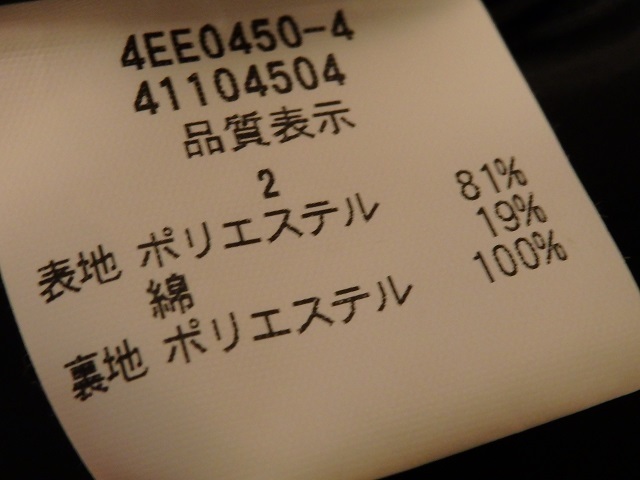 4EE0450-4
41104504
品質表示
2
表地 ポリエステル 81%
綿 19%
裏地 ポリエステル 100%